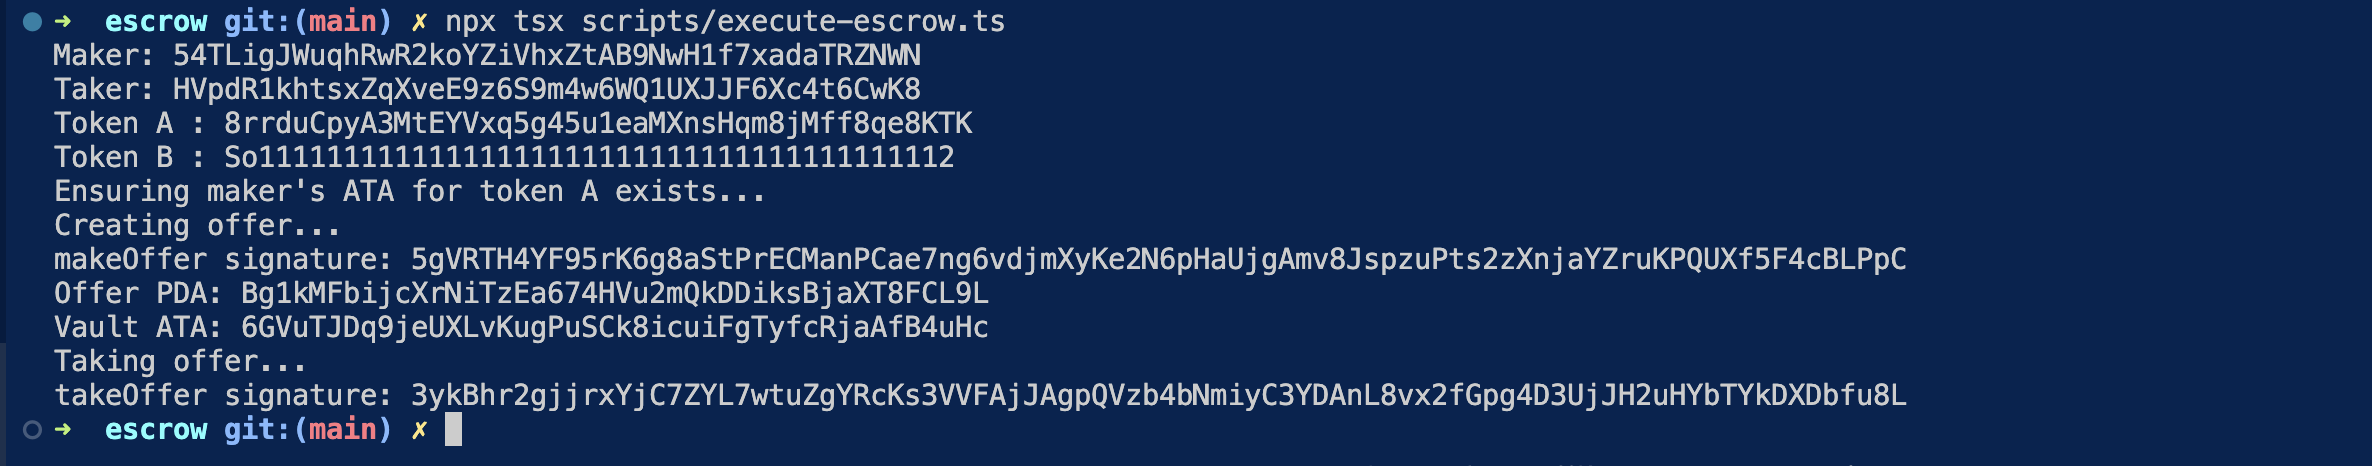 ➜ escrow git:(main) ✗ npx tsx scripts/execute-escrow.ts
Maker: 54TLigJWuqhRwR2koYZiVhxZtAB9NwH1f7xadaTRZNWN
Taker: HVpdR1khtsxZqXveE9z6S9m4w6WQ1UXJJF6Xc4t6CwK8
Token A : 8rrduCpyA3MtEYVxq5g45u1eaMXnsHqm8jMff8qe8KTK
Token B : So11111111111111111111111111111111111111112
Ensuring maker's ATA for token A exists...
Creating offer...
makeOffer signature: 5gVRTH4YF95rK6g8aStPrECManPCae7ng6vdjmXyKe2N6pHaUjgAmv8JspzuPts2zXnjaYZruKPQUXf5F4cBLPpC
Offer PDA: Bg1kMFbijcXrNiTzEa674HVu2mQkDDiksBjaXT8FCL9L
Vault ATA: 6GVuTJDq9jeUXLvKugPuSCk8icuiFgTyfcRjaAfB4uHc
Taking offer...
takeOffer signature: 3ykBhr2gjjrxYjC7ZYL7wtuZgYRcKs3VVFAjJAgpQVzb4bNmiyC3YDAnL8vx2fGpg4D3UjJH2uHYbTYkDXDbfu8L
➜ escrow git:(main) ✗